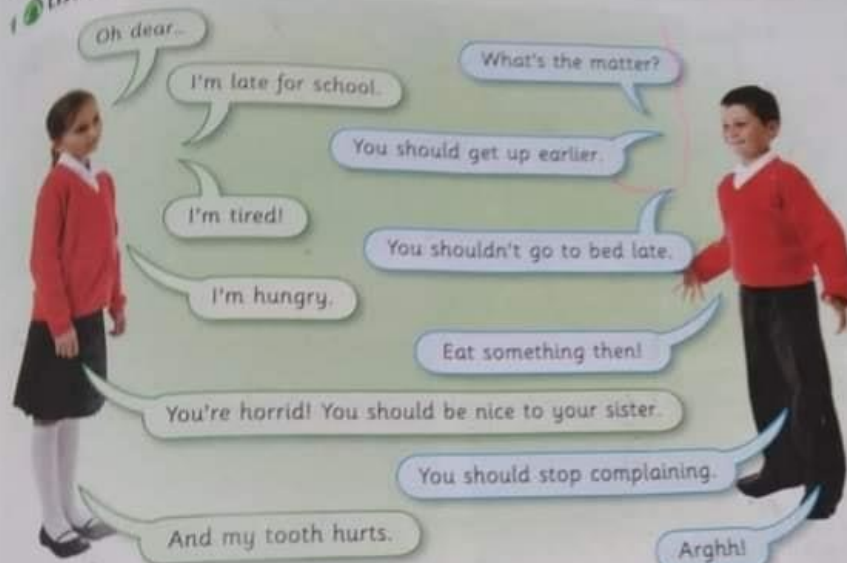 Oh dear...
What's the matter?
I'm late for school.
You should get up earlier.
I'm tired!
You shouldn't go to bed late.
I'm hungry.
Eat something then!
You're horrid! You should be nice to your sister.
You should stop complaining.
And my tooth hurts.
Arghh!